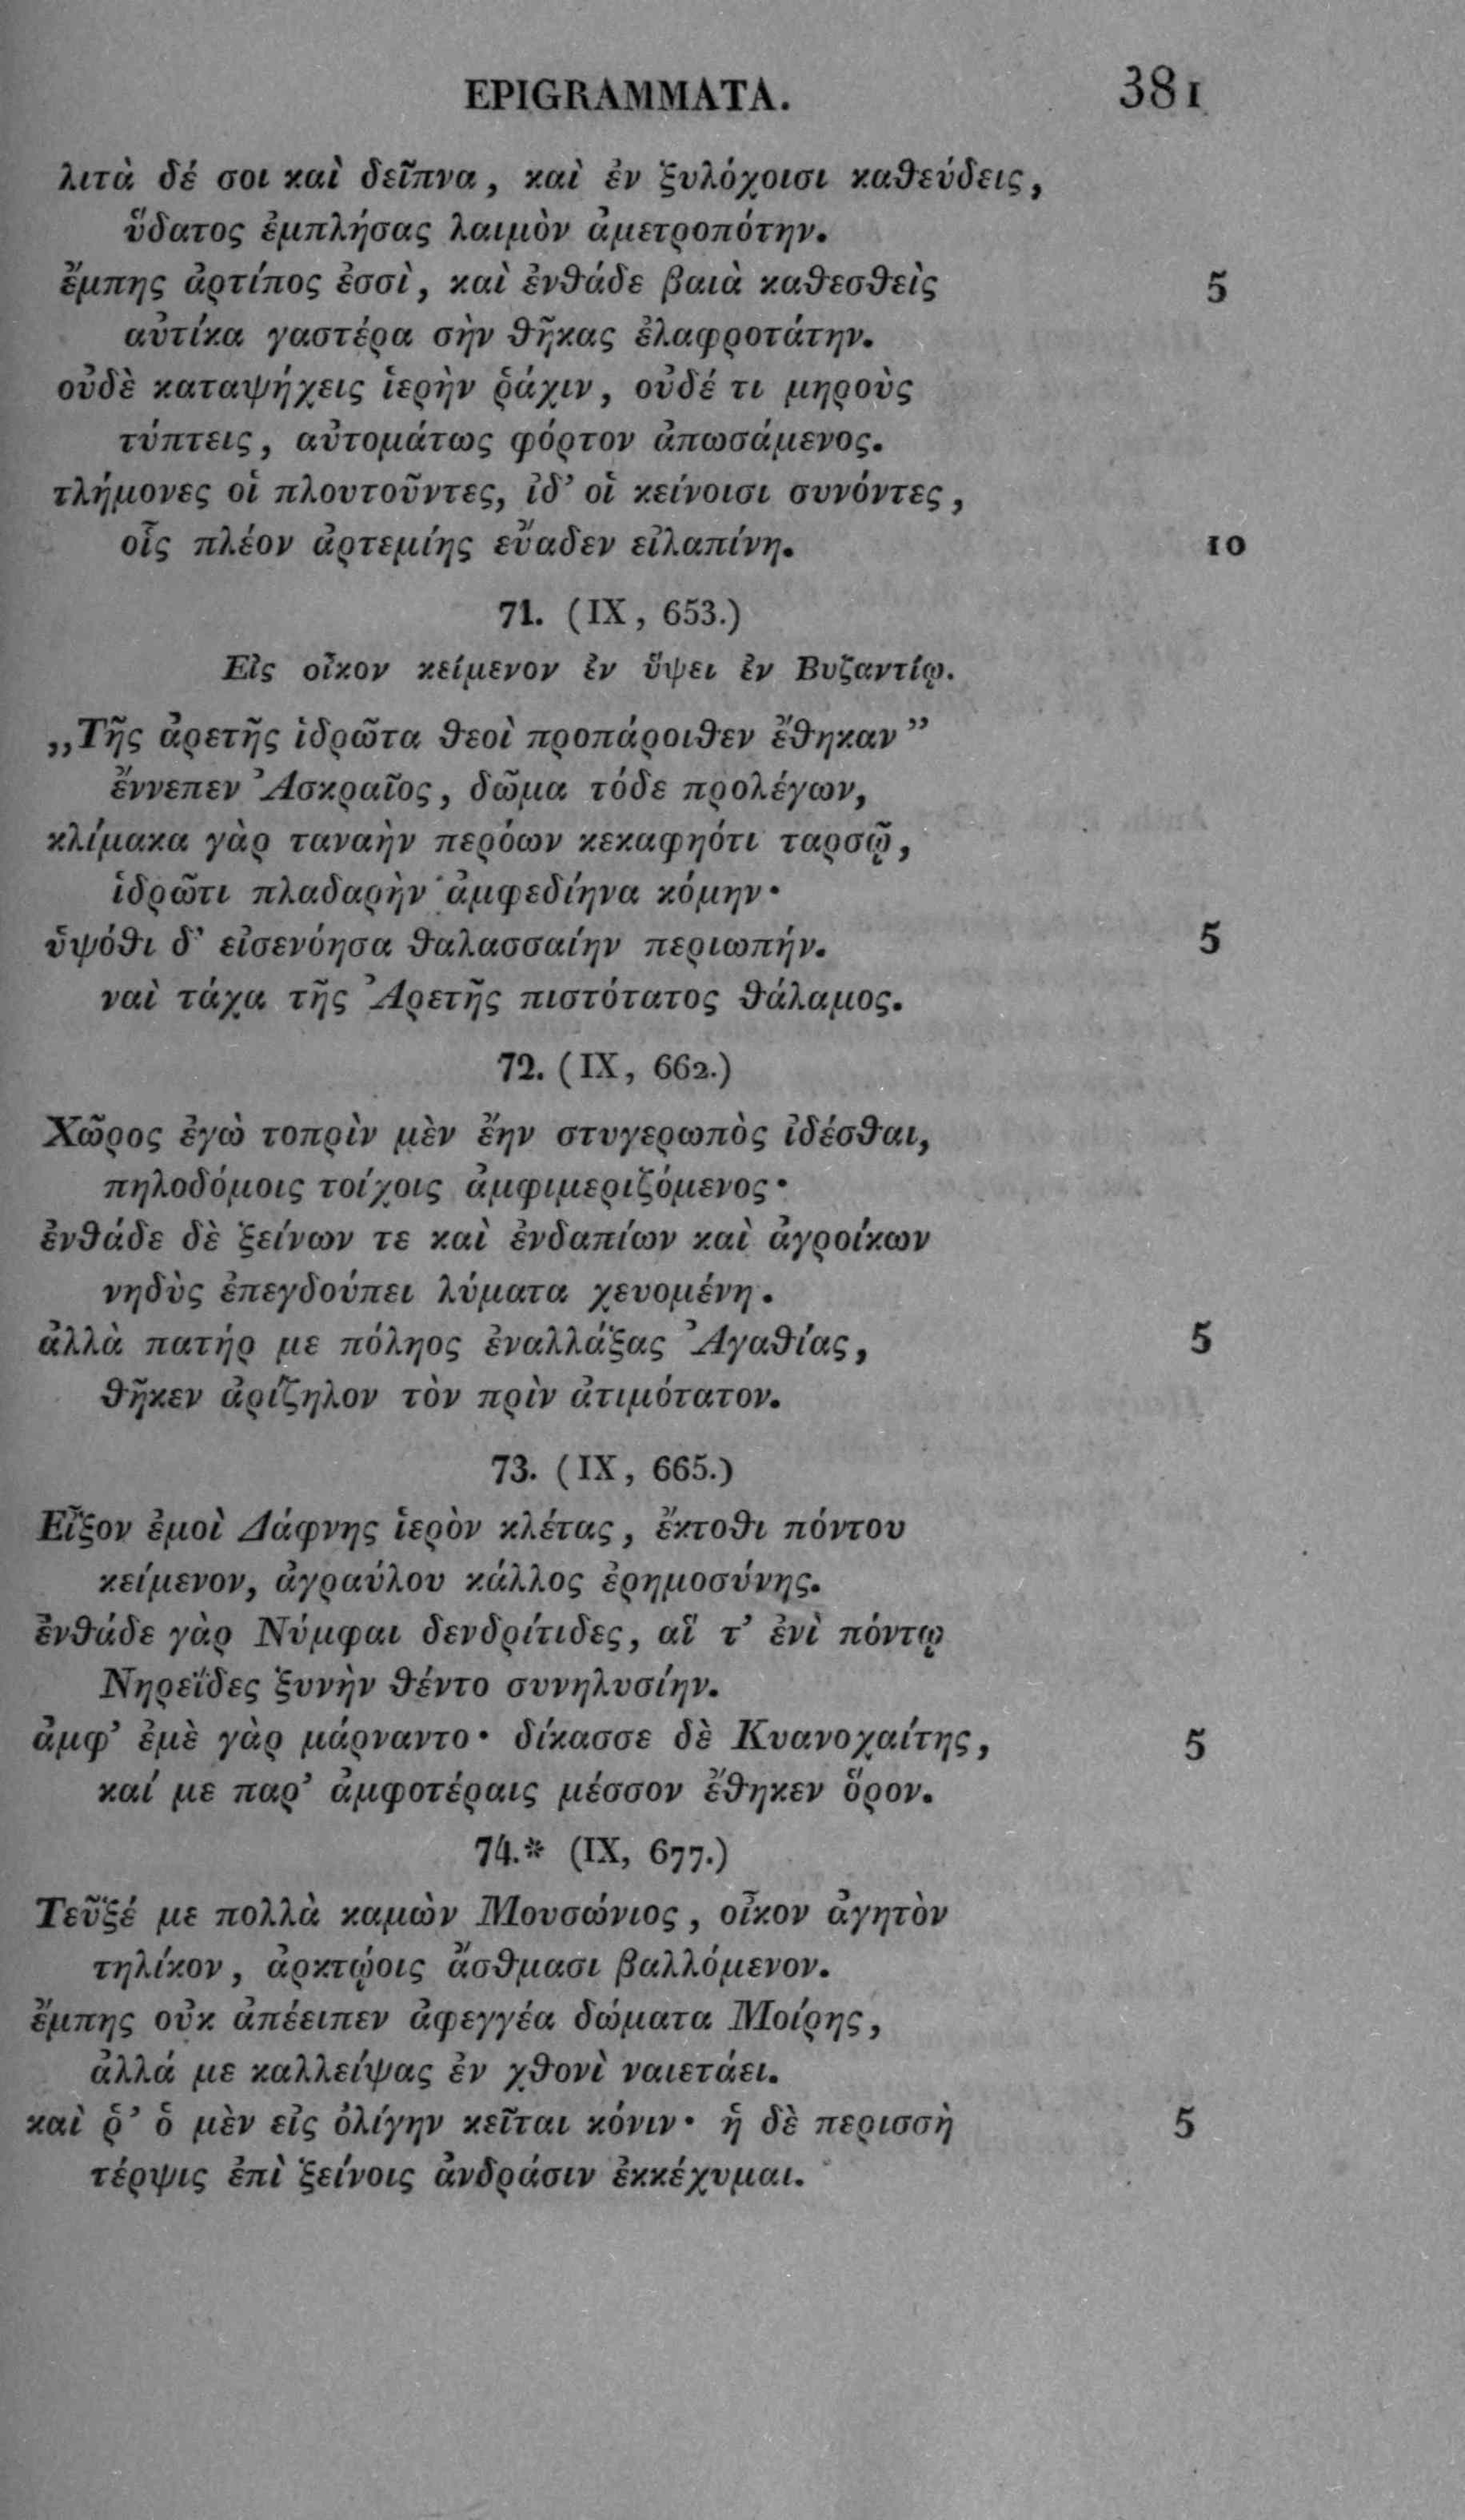 EPIGRAMMATA. 381
λιτὰ δέ σοι καὶ δεῖπνα, καὶ ἐν ξυλόχοισι καθεύδεις,
ὕδατος ἐμπλήσας λαιμὸν ἀμετροπότην.
ἔμπης ἀρτίπος ἐσσὶ, καὶ ἐνθάδε βαιὰ καθεσθεὶς 5
αὐτίκα γαστέρα σὴν θῆκας ἐλαφροτάτην.
οὐδὲ καταψήχεις ἱερὴν ῥάχιν, οὐδέ τι μηροὺς
τύπτεις, αὐτομάτως φόρτον ἀπωσάμενος.
τλήμονες οἱ πλουτοῦντες, ἰδ’ οἱ κείνοισι συνόντες,
οἷς πλέον ἀρτεμίης εὔαδεν εἰλαπίνη. 10
71. (IX, 653.)
Εἰς οἶκον κείμενον ἐν ὕψει ἐν Βυζαντίῳ.
„Τῆς ἀρετῆς ἱδρῶτα θεοὶ προπάροιθεν ἔθηκαν”
ἔννεπεν Ἀσκραῖος, δῶμα τόδε προλέγων,
κλίμακα γὰρ ταναὴν περόων κεκαφηότι ταρσῷ,
ἱδρῶτι πλαδαρὴν ἀμφεδίηνα κόμην·
ὑψόθι δ’ εἰσενόησα θαλασσαίην περιωπήν. 5
ναὶ τάχα τῆς Ἀρετῆς πιστότατος θάλαμος.
72. (IX, 662.)
Χῶρος ἐγὼ τοπρὶν μὲν ἔην στυγερωπὸς ἰδέσθαι,
πηλοδόμοις τοίχοις ἀμφιμεριζόμενος·
ἐνθάδε δὲ ξείνων τε καὶ ἐνδαπίων καὶ ἀγροίκων
νηδὺς ἐπεγδούπει λύματα χευομένη.
ἀλλὰ πατήρ με πόληος ἐναλλάξας Ἀγαθίας, 5
θῆκεν ἀρίζηλον τὸν πρὶν ἀτιμότατον.
73. (IX, 665.)
Εἶξον ἐμοὶ Δάφνης ἱερὸν κλέτας, ἔκτοθι πόντου
κείμενον, ἀγραύλου κάλλος ἐρημοσύνης.
ἐνθάδε γὰρ Νύμφαι δενδρίτιδες, αἵ τ’ ἐνὶ πόντῳ
Νηρεΐδες ξυνὴν θέντο συνηλυσίην.
ἀμφ’ ἐμὲ γὰρ μάρναντο· δίκασσε δὲ Κυανοχαίτης, 5
καί με παρ’ ἀμφοτέραις μέσσον ἔθηκεν ὅρον.
74.* (IX, 677.)
Τεῦξέ με πολλὰ καμὼν Μουσώνιος, οἶκον ἀγητὸν
τηλίκον, ἀρκτῴοις ἄσθμασι βαλλόμενον.
ἔμπης οὐκ ἀπέειπεν ἀφεγγέα δώματα Μοίρης,
ἀλλά με καλλείψας ἐν χθονὶ ναιετάει.
καὶ ῥ’ ὁ μὲν εἰς ὀλίγην κεῖται κόνιν· ἡ δὲ περισσὴ 5
τέρψις ἐπὶ ξείνοις ἀνδράσιν ἐκκέχυμαι.